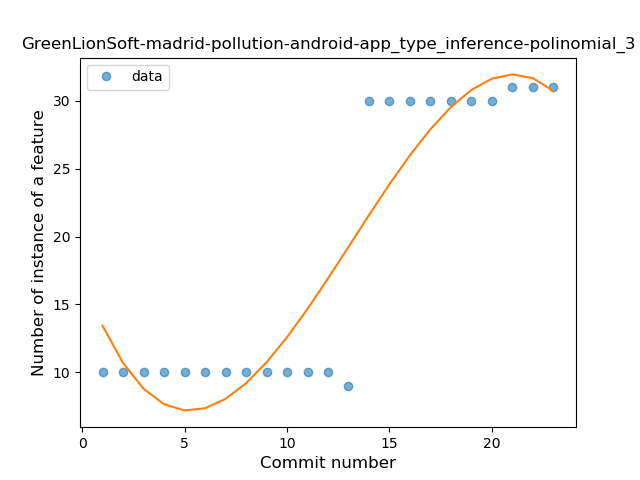 GreenLionSoft-madrid-pollution-android-app_type_inference-polinomial_3
data
Number of instance of a feature
30
25
20
15
10
0
5
10
15
20
Commit number